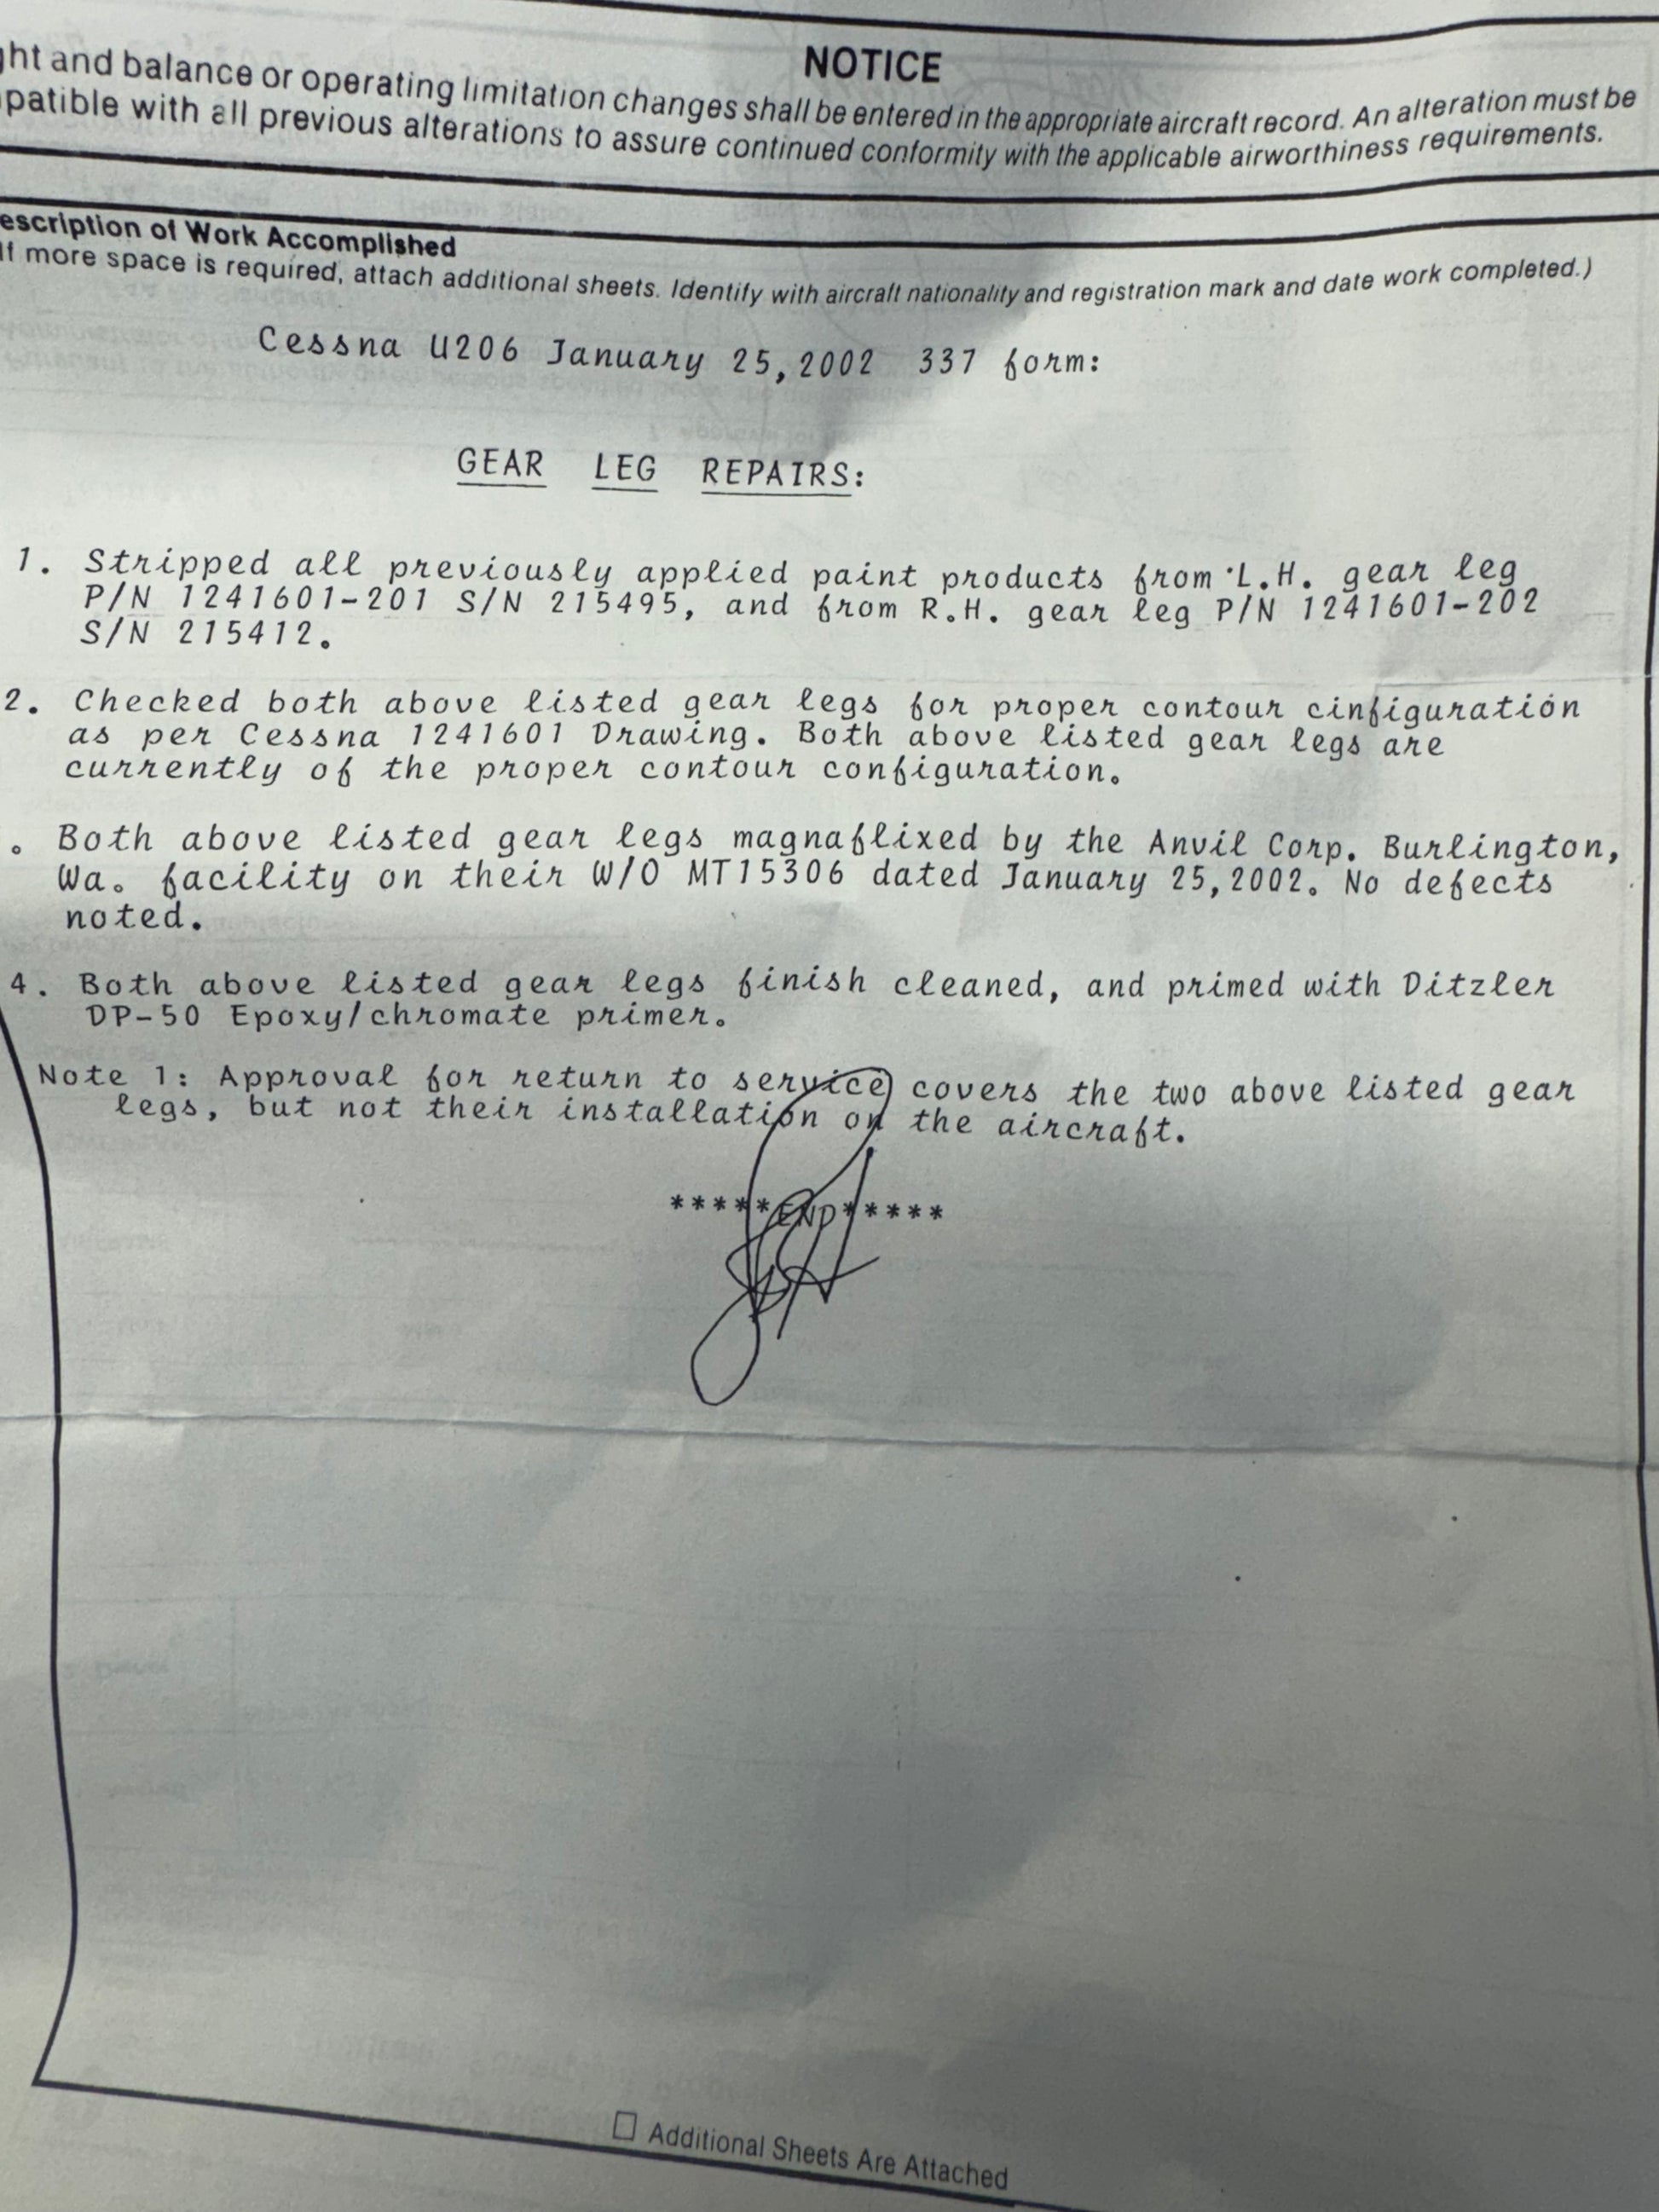 NOTICE
ght and balance or operating limitation changes shall be entered in the appropriate aircraft record. An alteration must be
patible with all previous alterations to assure continued conformity with the applicable airworthiness requirements.
escription of Work Accomplished
If more space is required, attach additional sheets. Identify with aircraft nationality and registration mark and date work completed.)
Cessna U206 January 25,2002 337 form:
GEAR LEG REPAIRS:
1. Stripped all previously applied paint products from L.H. gear leg
P/N 1241601-201 S/N 215495, and from R.H. gear leg P/N 1241601-202
S/N 215412.
2. Checked both above listed gear legs for proper contour cinfiguration
as per Cessna 1241601 Drawing. Both above listed gear legs are
currently of the proper contour configuration.
. Both above listed gear legs magnaflixed by the Anvil Corp. Burlington,
Wa. facility on their W/O MT15306 dated January 25,2002. No defects
noted.
4. Both above listed gear legs finish cleaned, and primed with Ditzler
DP-50 Epoxy/chromate primer.
Note 1: Approval for return to service covers the two above listed gear
legs, but not their installation on the aircraft.
*****END*****
Additional Sheets Are Attached